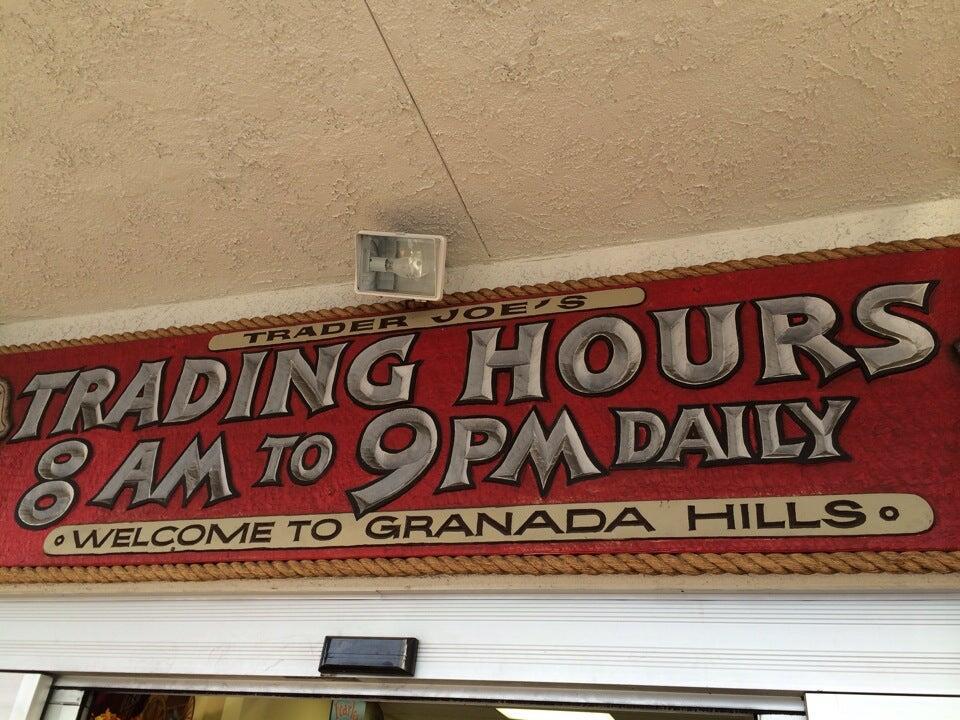 TRADER JOE'S
TRADING HOURS
8 AM TO 9PM DAILY
WELCOME TO GRANADA HILLS